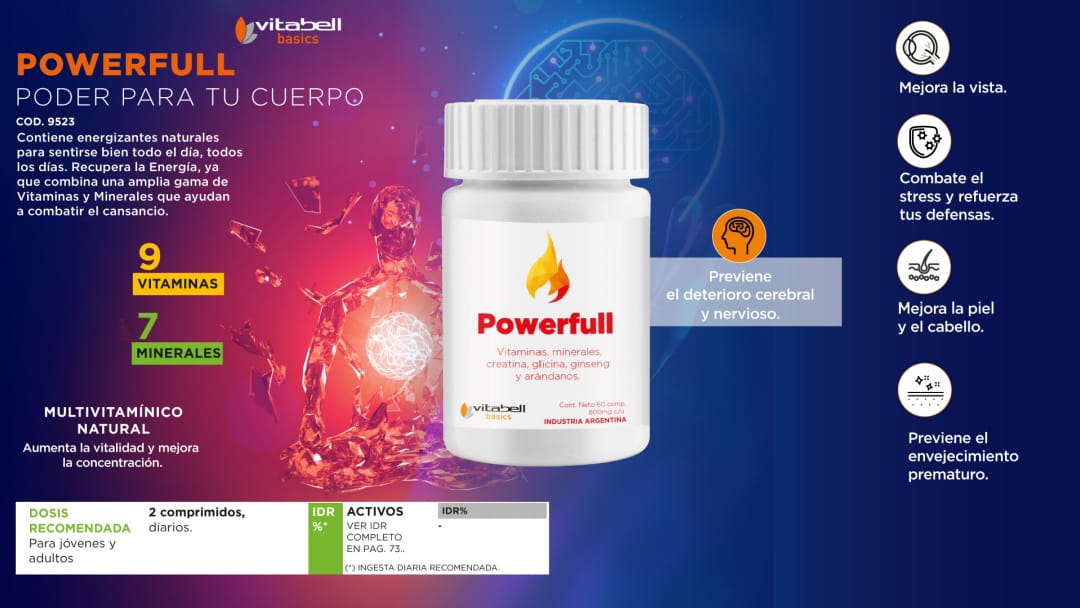 vitabell
basics
POWERFULL
PODER PARA TU CUERPO
COD. 9523
Contiene energizantes naturales
para sentirse bien todo el día, todos
los días. Recupera la Energía, ya
que combina una amplia gama de
Vitaminas y Minerales que ayudan
a combatir el cansancio.
9
VITAMINAS
7
MINERALES
MULTIVITAMÍNICO
NATURAL
Aumenta la vitalidad y mejora
la concentración.
Powerfull
Vitaminas, minerales,
creatina, glicina, ginseng
y arándanos.
Cont. Neto 60 comp.
800mg c/u
INDUSTRIA ARGENTINA
vitabell
basics
Previene
el deterioro cerebral
y nervioso.
Mejora la vista.
Combate el
stress y refuerza
tus defensas.
Mejora la piel
y el cabello.
Previene el
envejecimiento
prematuro.
DOSIS
RECOMENDADA
Para jóvenes y
adultos
2 comprimidos,
diarios.
IDR
%*
ACTIVOS
VER IDR
COMPLETO
EN PAG. 73..
IDR%
-
(*) INGESTA DIARIA RECOMENDADA.